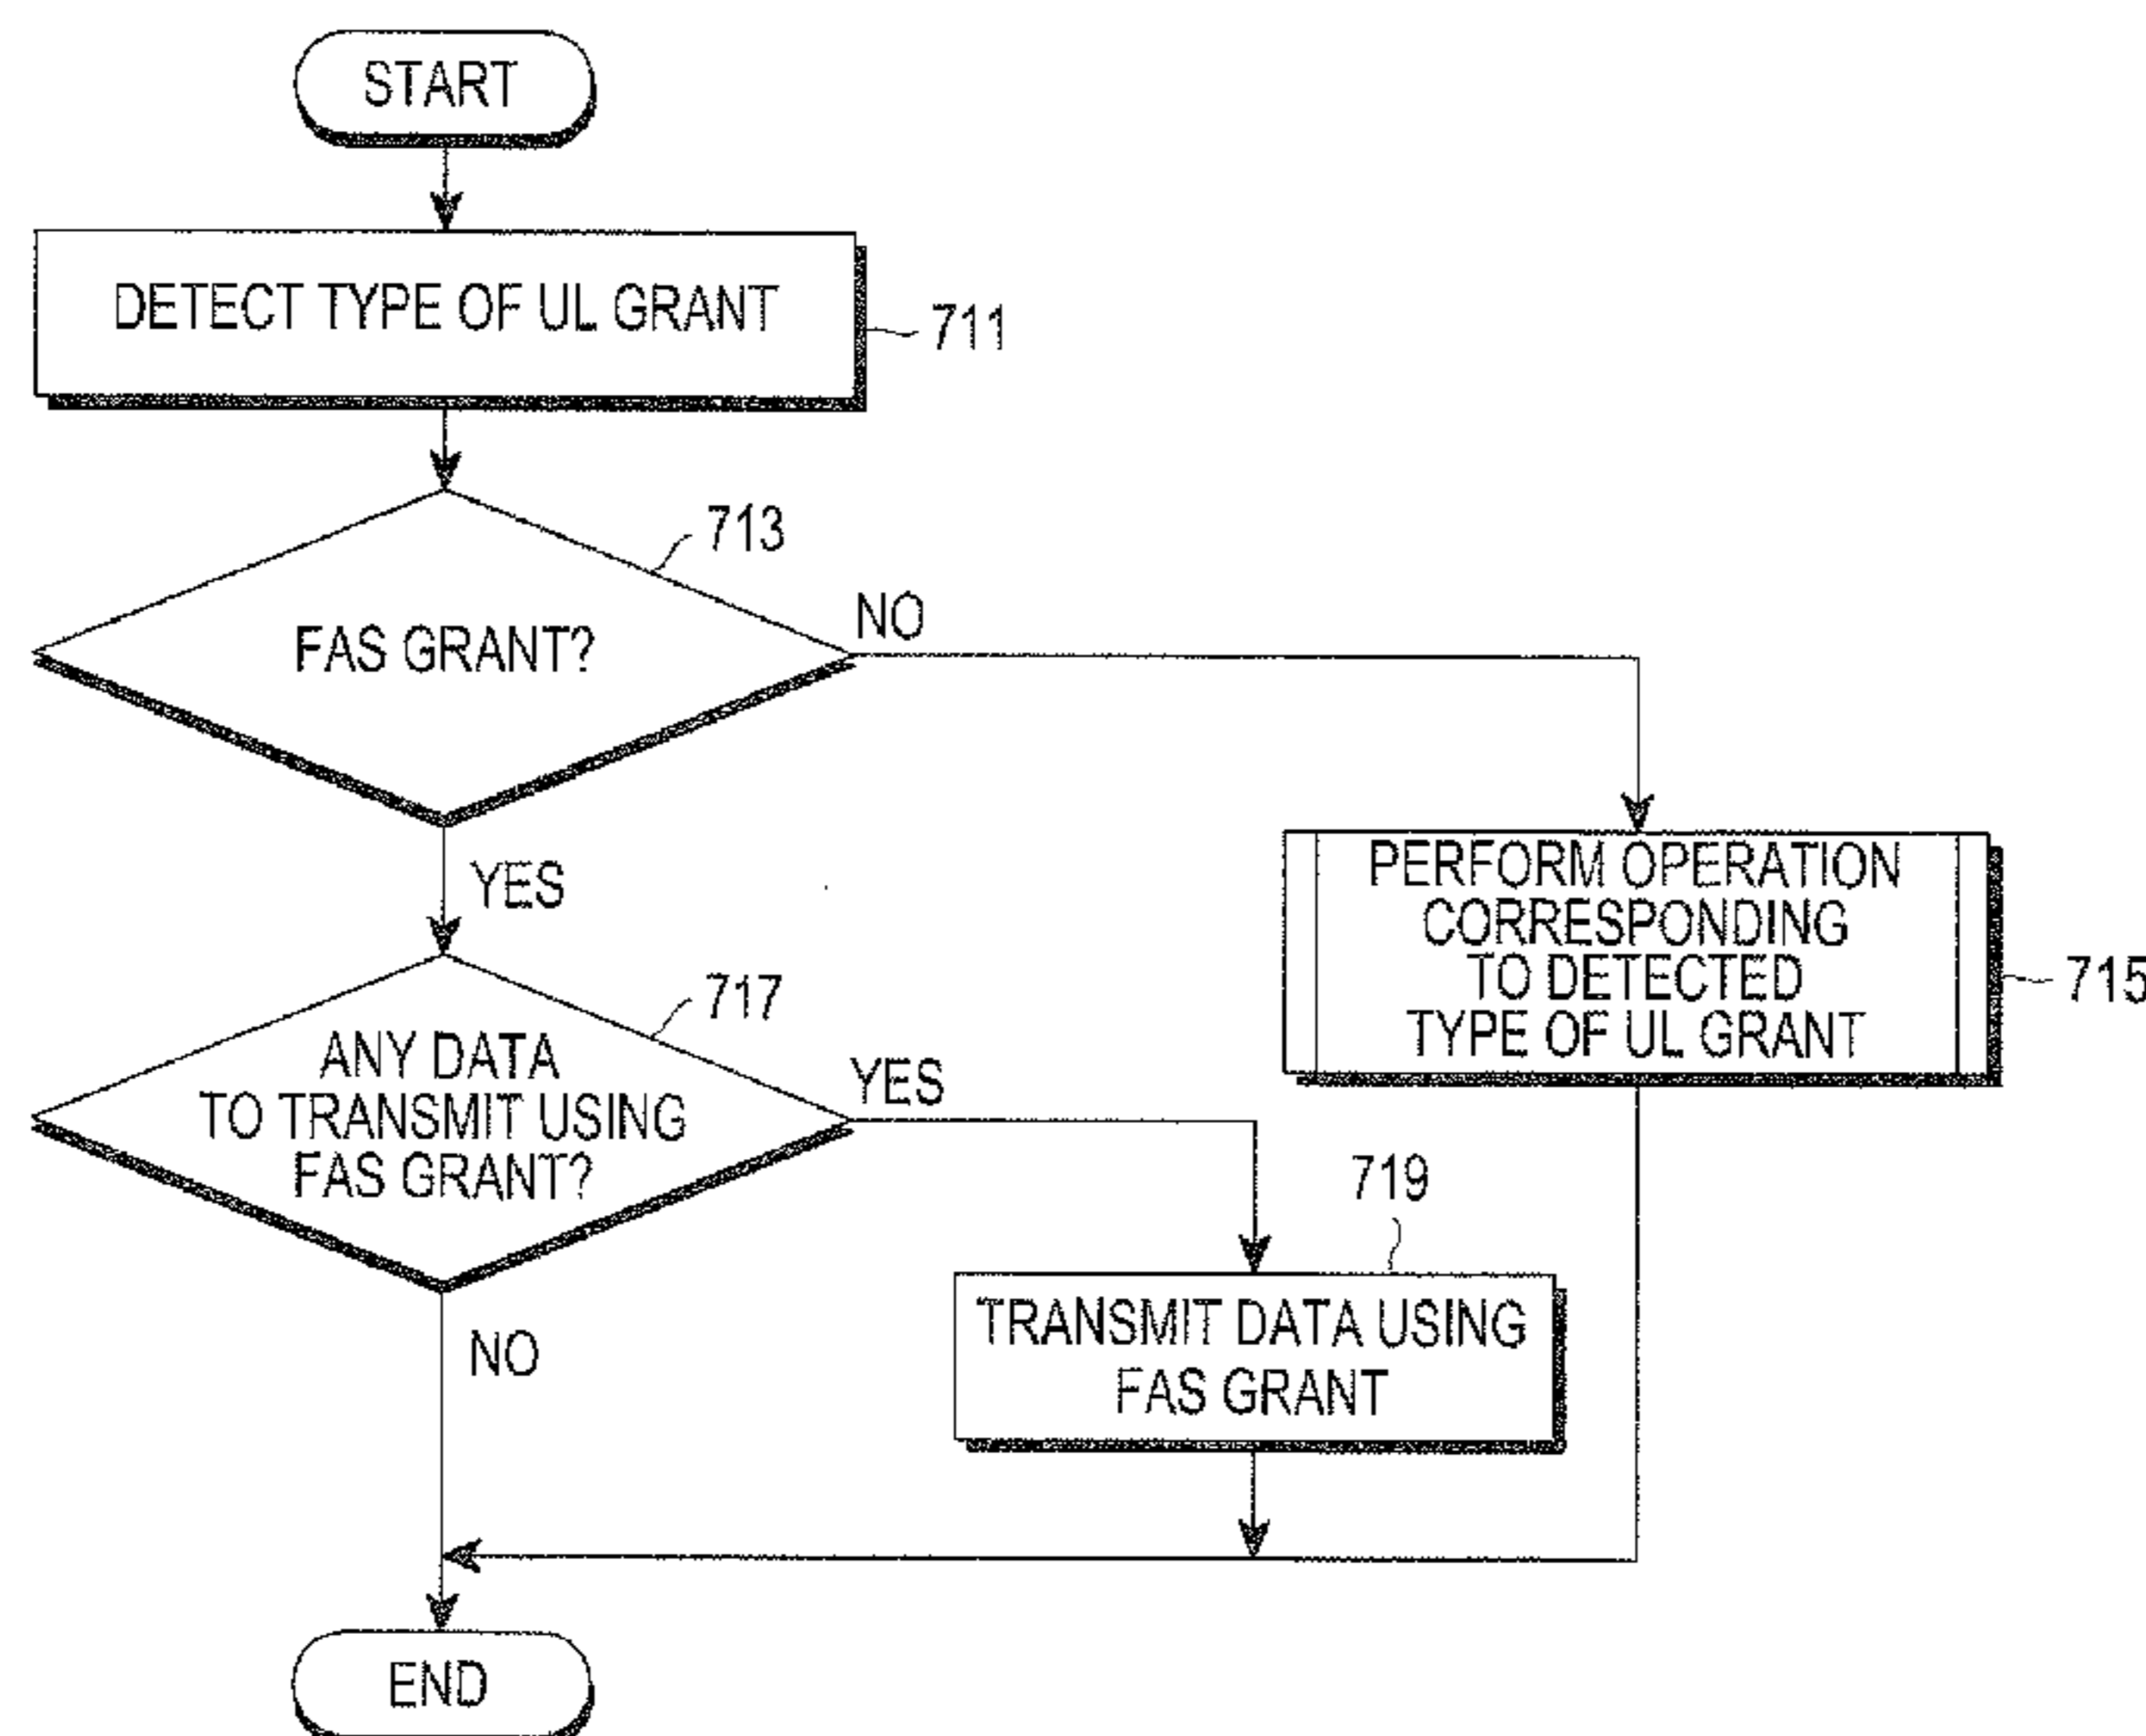 START
DETECT TYPE OF UL GRANT
711
713
FAS GRANT?
NO
YES
PERFORM OPERATION
CORRESPONDING
TO DETECTED
TYPE OF UL GRANT
715
717
ANY DATA
TO TRANSMIT USING
FAS GRANT?
YES
719
TRANSMIT DATA USING
FAS GRANT
NO
END